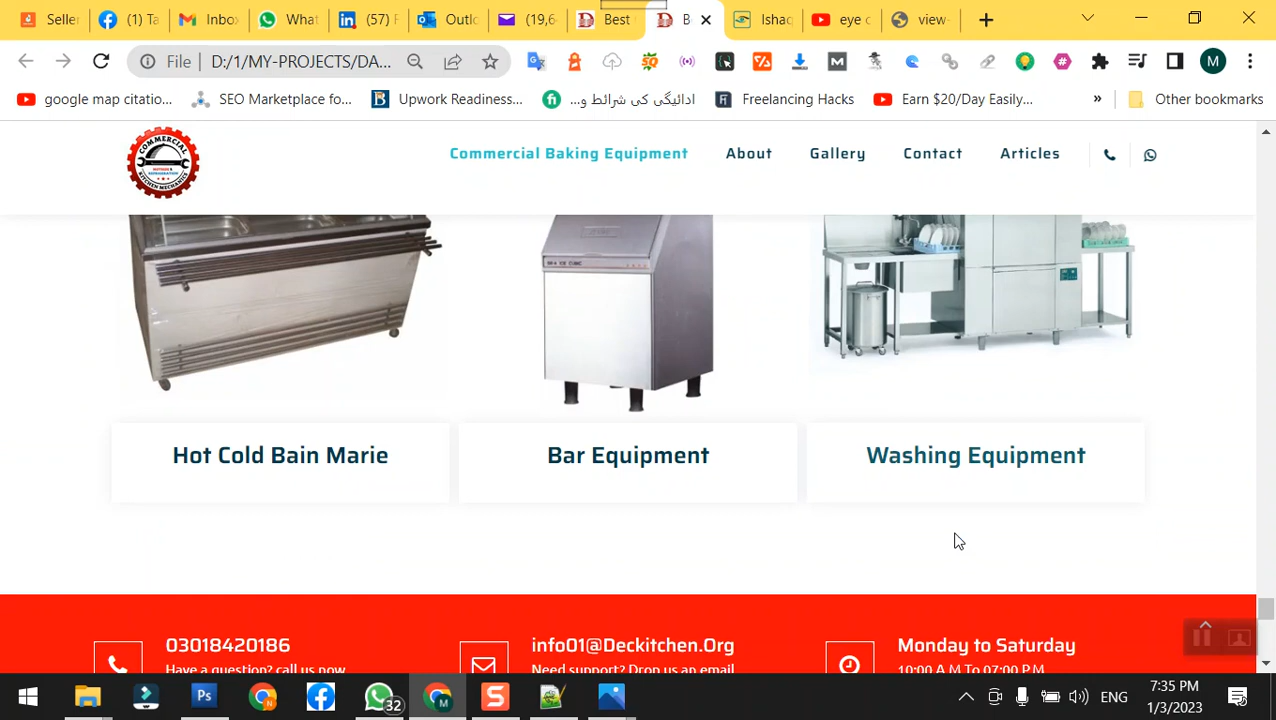 Seller
(1) Ta
Inbox
What
(57) F
Outlo
(19,6
Best
B
Ishaq
eye c
view-
File D:/1/MY-PROJECTS/DA...
google map citatio...
SEO Marketplace fo...
Upwork Readiness...
ادائیگی کی شرائط و...
Freelancing Hacks
Earn $20/Day Easily...
» Other bookmarks
COMMERCIAL
KITCHEN MECHANICS
Commercial Baking Equipment About Gallery Contact Articles
Hot Cold Bain Marie
Bar Equipment
Washing Equipment
03018420186
Have a question? call us now
info01@Deckitchen.Org
Need support? Drop us an email
Monday to Saturday
10:00 A.M To 07:00 P.M
32
ENG
7:35 PM
1/3/2023